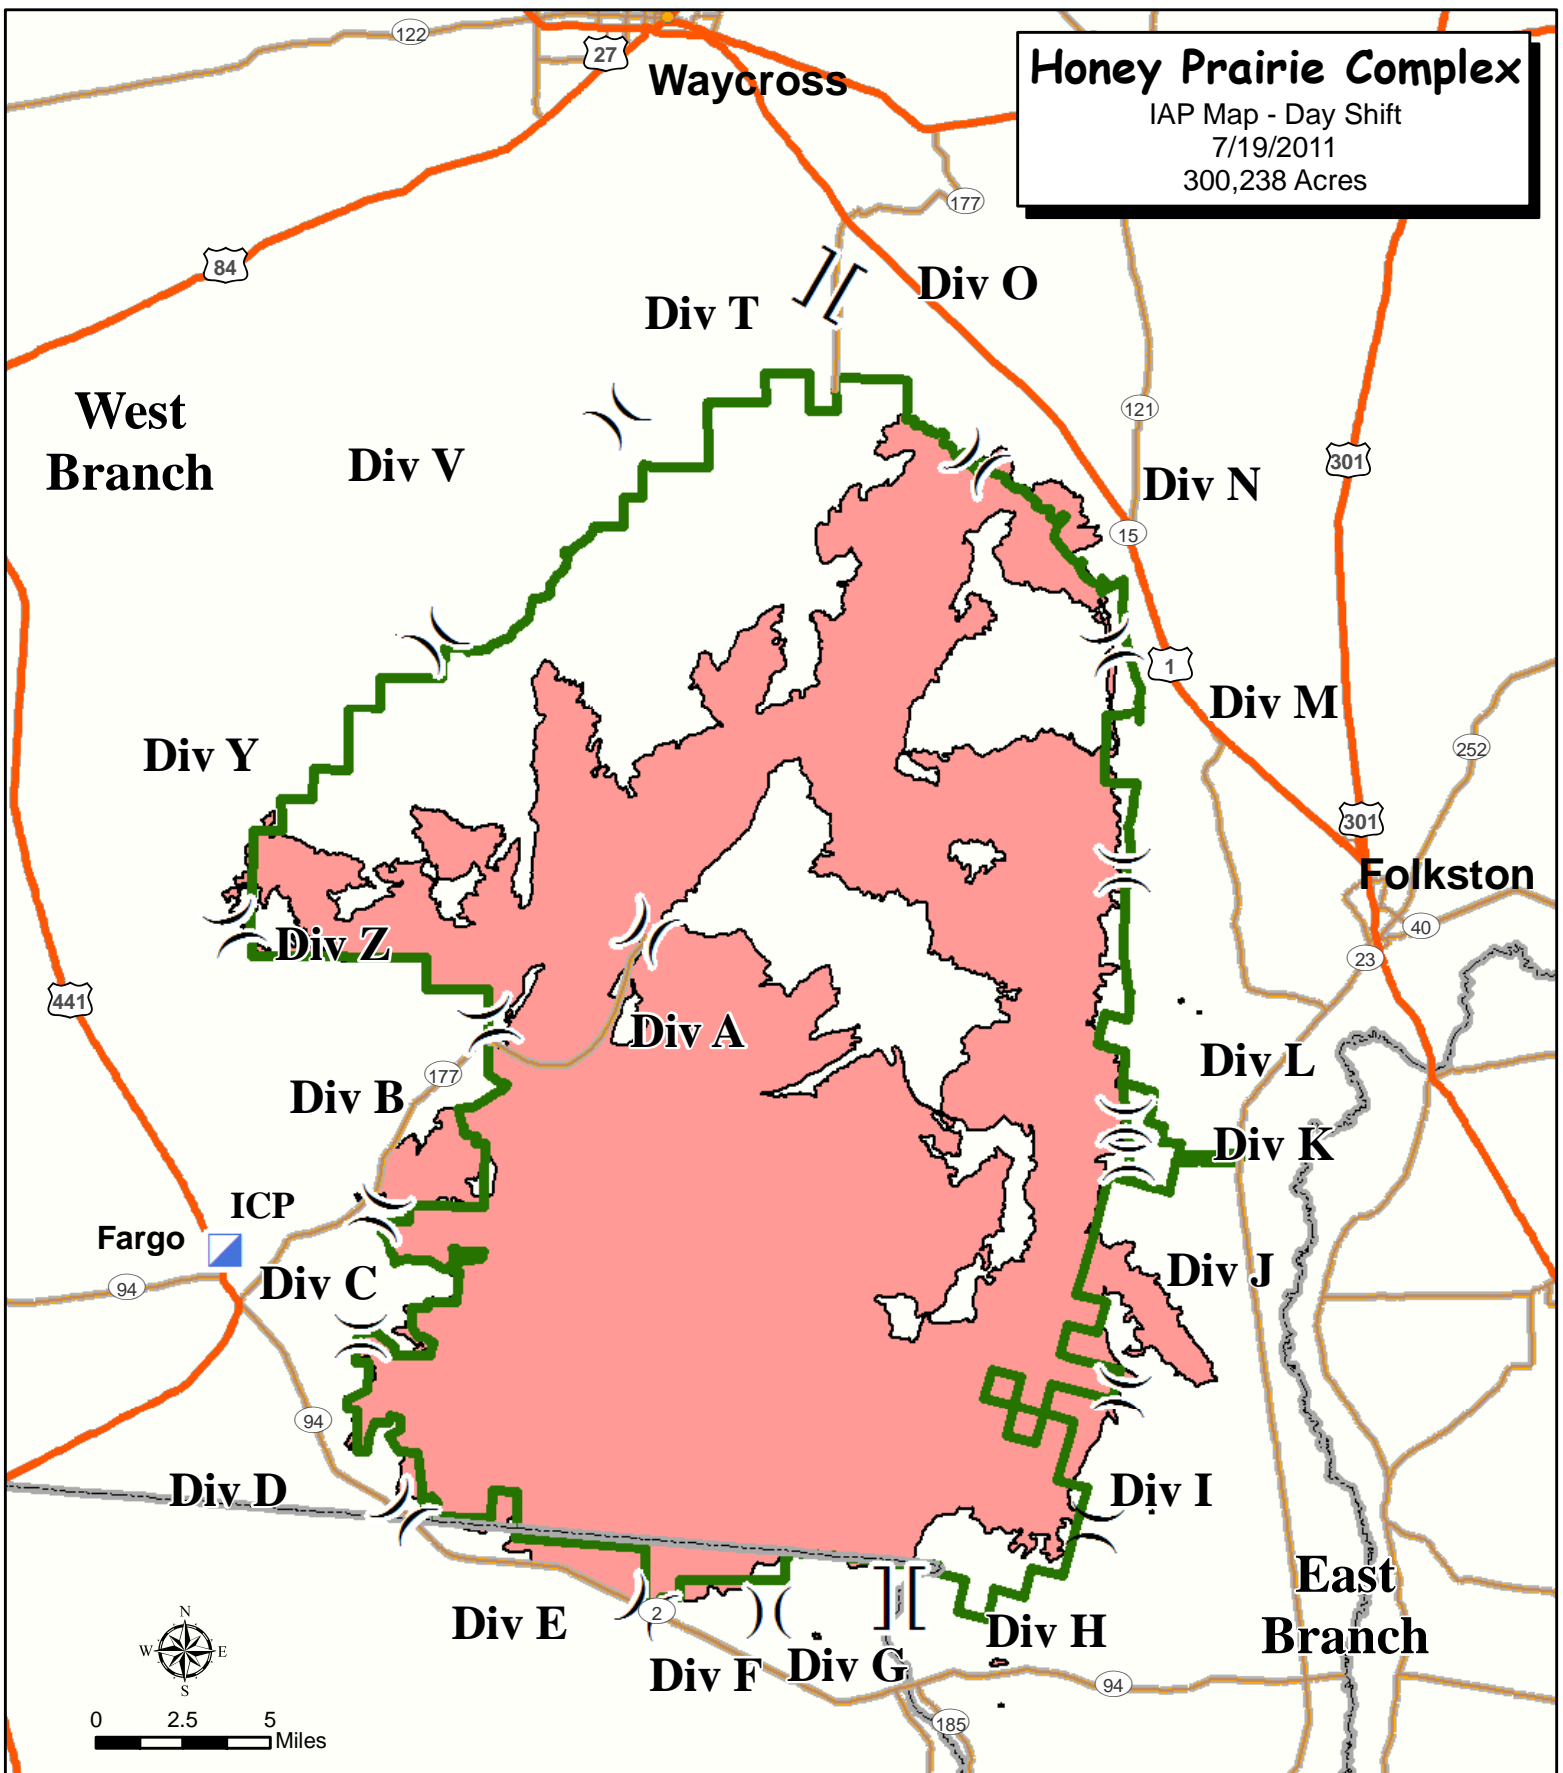 Honey Prairie Complex
IAP Map - Day Shift
7/19/2011
300,238 Acres
122
27
Waycross
177
84
Div O
Div T
West
Branch
Div V
121
301
Div N
15
1
Div M
Div Y
252
301
Folkston
40
23
Div Z
441
Div A
Div L
177
Div B
Div K
ICP
Fargo
Div J
94
Div C
94
Div D
Div I
East
Branch
2
Div E
Div H
Div F
Div G
94
185
N
W
E
S
0
2.5
5
Miles